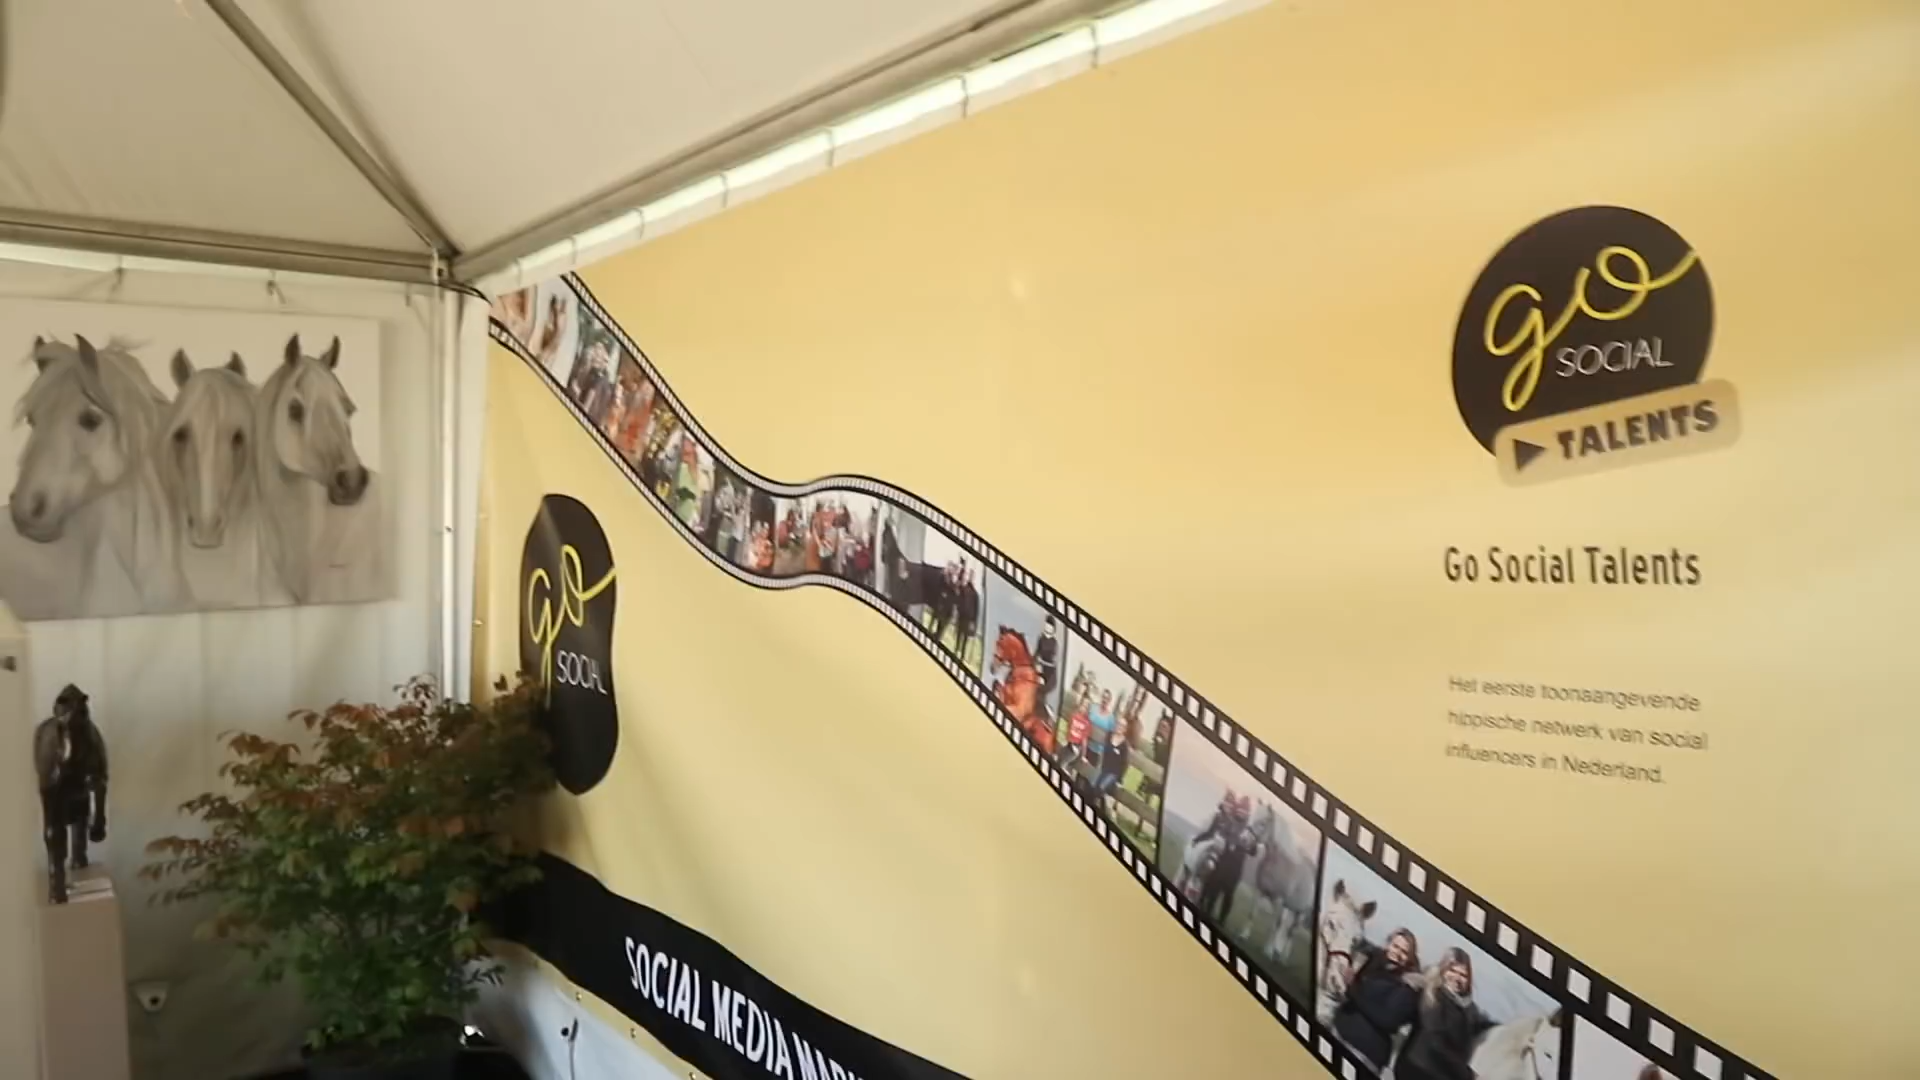 go
SOCIAL
TALENTS
Go Social Talents
Het eerste toonaangevende
hippische netwerk van social
influencers in Nederland.
go
SOCIAL
SOCIAL MEDIA